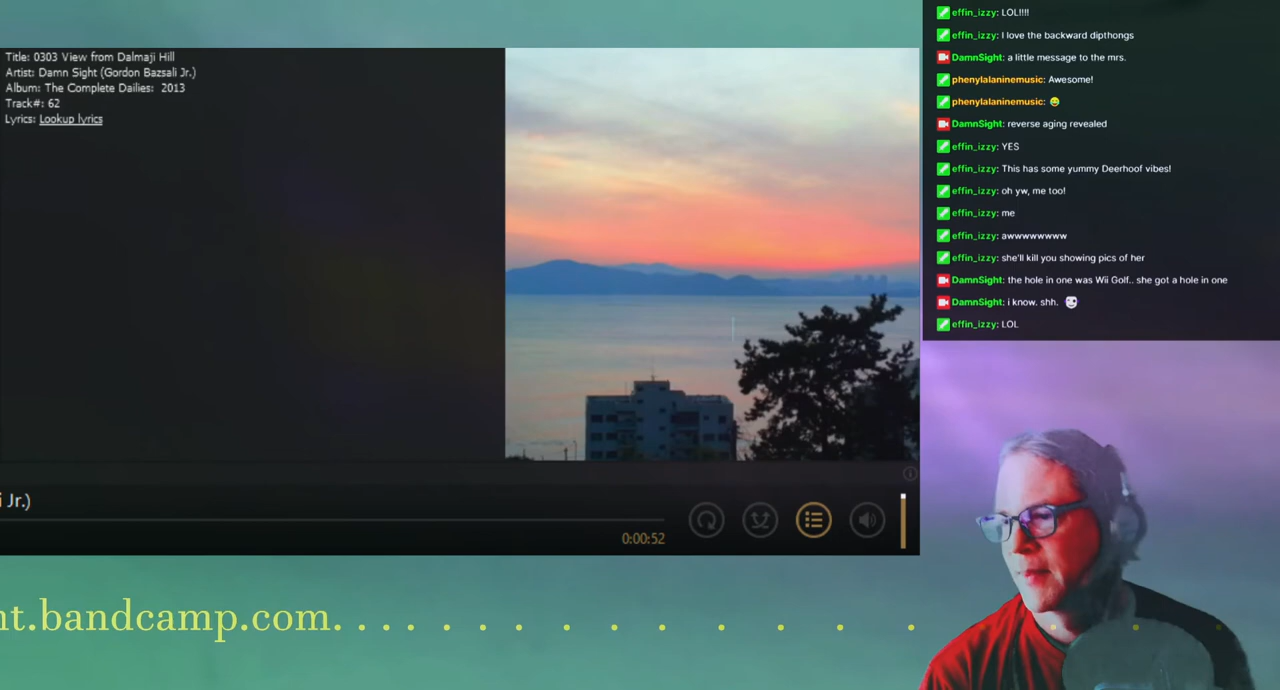 Title: 0303 View from Dalmaji Hill
Artist: Damn Sight (Gordon Bazsali Jr.)
Album: The Complete Dailies: 2013
Track#: 62
Lyrics: Lookup lyrics
i Jr.)
0:00:52
nt.bandcamp.com. . . . . . . . . . . . . . . . .
effin_izzy: LOL!!!!
effin_izzy: I love the backward dipthongs
DamnSight: a little message to the mrs.
phenylalaninemusic: Awesome!
phenylalaninemusic: 😄
DamnSight: reverse aging revealed
effin_izzy: YES
effin_izzy: This has some yummy Deerhoof vibes!
effin_izzy: oh yw, me too!
effin_izzy: me
effin_izzy: awwwwwwww
effin_izzy: she'll kill you showing pics of her
DamnSight: the hole in one was Wii Golf.. she got a hole in one
DamnSight: i know. shh.
effin_izzy: LOL